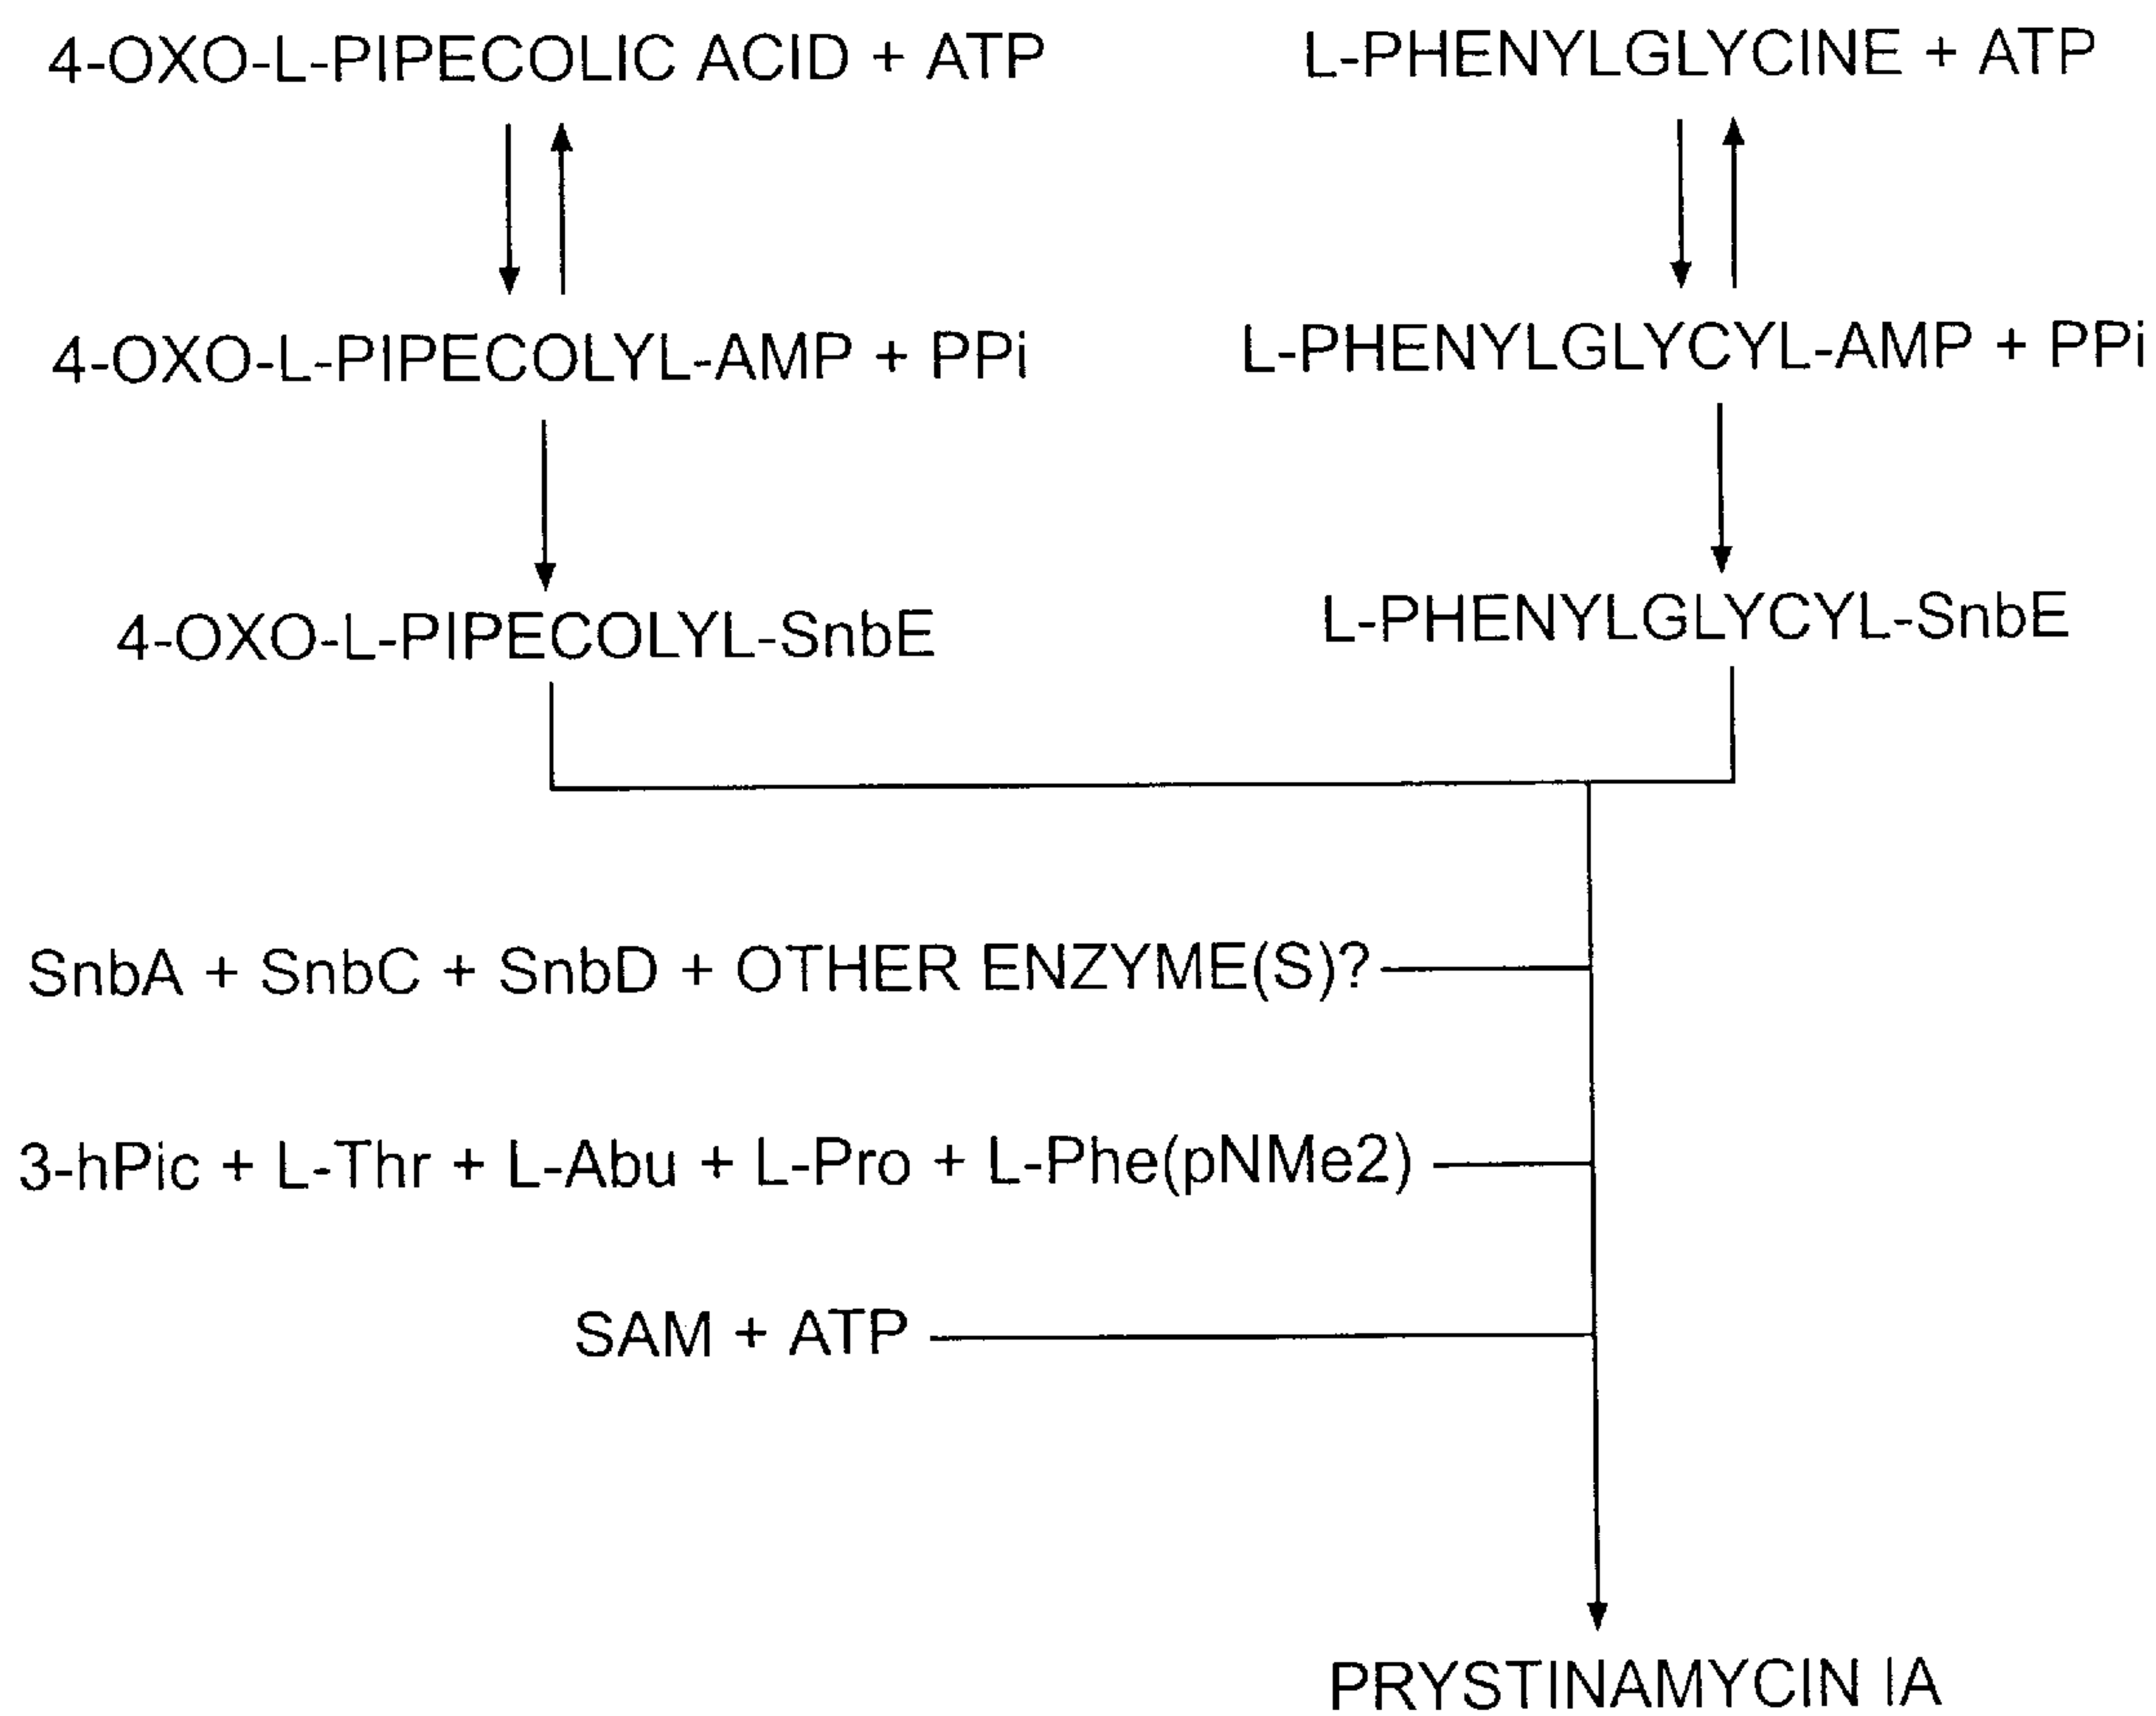 4-OXO-L-PIPECOLIC ACID + ATP
L-PHENYLGLYCINE + ATP
4-OXO-L-PIPECOLYL-AMP + PPi
L-PHENYLGLYCYL-AMP + PPi
4-OXO-L-PIPECOLYL-SnbE
L-PHENYLGLYCYL-SnbE
SnbA + SnbC + SnbD + OTHER ENZYME(S)?
3-hPic + L-Thr + L-Abu + L-Pro + L-Phe(pNMe2)
SAM + ATP
PRYSTINAMYCIN IA